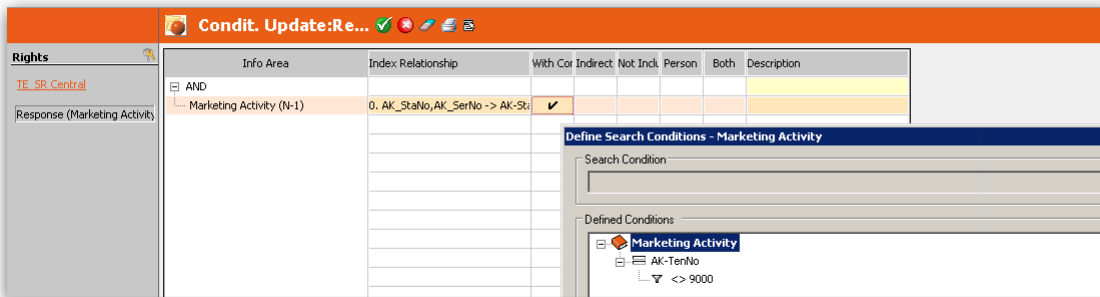 Condit. Update:Re...
Rights
TE_SR Central
Response (Marketing Activity
Info Area Index Relationship With Cor Indirect Not Inclu Person Both Description
AND
Marketing Activity (N-1) 0. AK_StaNo,AK_SerNo -> AK-Sta
Define Search Conditions - Marketing Activity
Search Condition
Defined Conditions
Marketing Activity
AK-TenNo
<> 9000